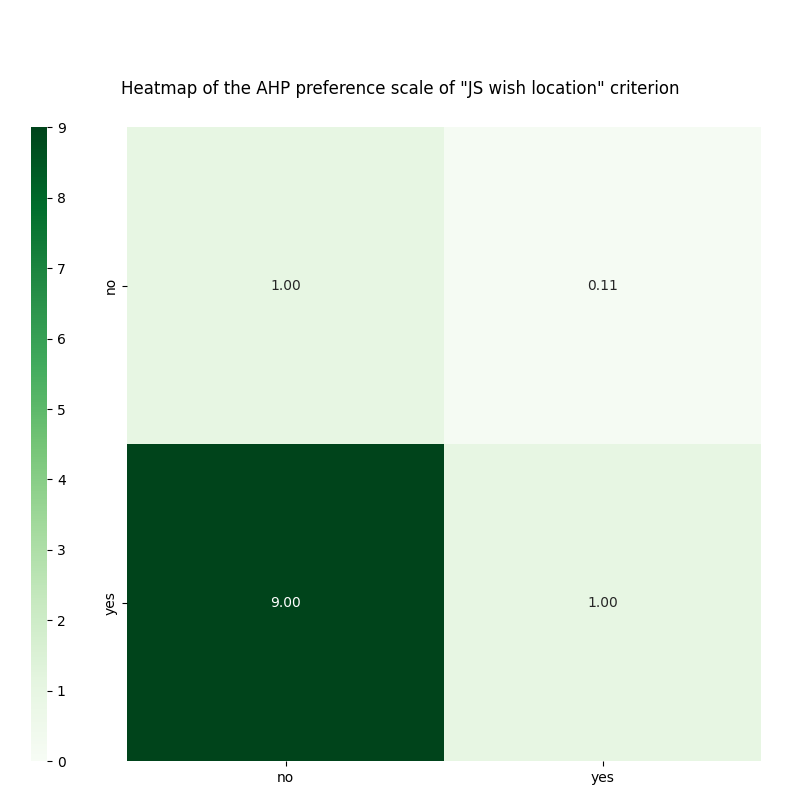 Heatmap of the AHP preference scale of "JS wish location" criterion
9
8
7
6
5
4
3
2
1
0
no
1.00
0.11
yes
9.00
1.00
no
yes